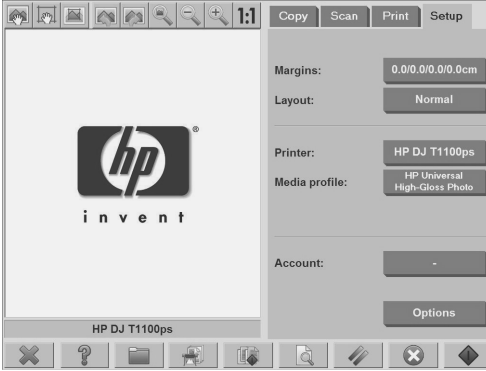 1:1
Copy Scan Print Setup
Margins: 0.0/0.0/0.0/0.0cm
Layout: Normal
Printer: HP DJ T1100ps
Media profile: HP Universal
High-Gloss Photo
hp ®
invent
Account: -
Options
HP DJ T1100ps
?